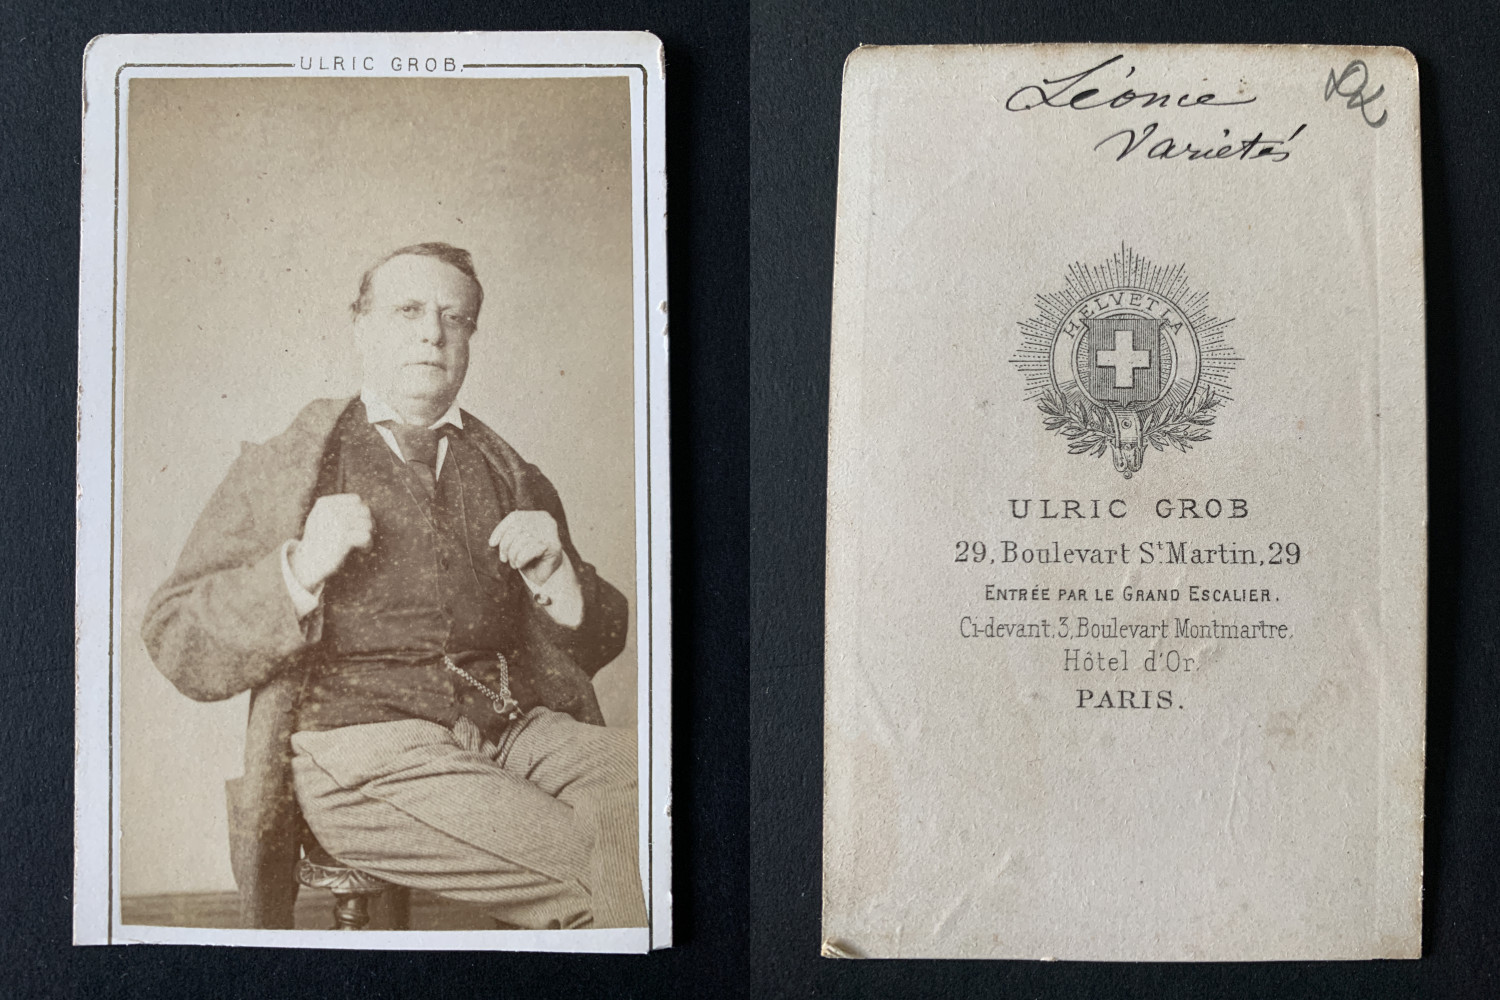 ULRIC GROB.
Léonie
Variétés
HELVETIA
ULRIC GROB
29, Boulevart St Martin, 29
ENTRÉE PAR LE GRAND ESCALIER.
Ci-devant, 3, Boulevart Montmartre,
Hôtel d'Or.
PARIS.